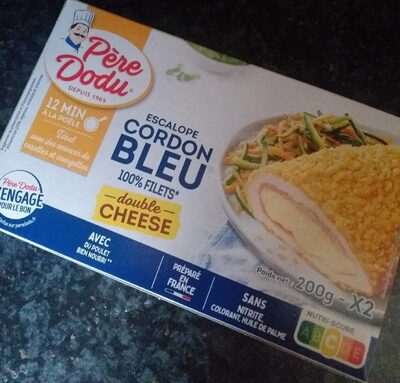 Père
Dodu
DEPUIS 1965
12 MIN
À LA POÊLE
Idéal
avec des émincés de
carottes et courgettes
ESCALOPE
CORDON
BLEU
100% FILETS*
double
CHEESE
Père Dodu
S'ENGAGE
POUR LE BON
AVEC
DU POULET
BIEN NOURRI**
PRÉPARÉ
EN
FRANCE
SANS
NITRITE,
COLORANT, HUILE DE PALME
Poids net
200g - X2
NUTRI-SCORE
A B C D E